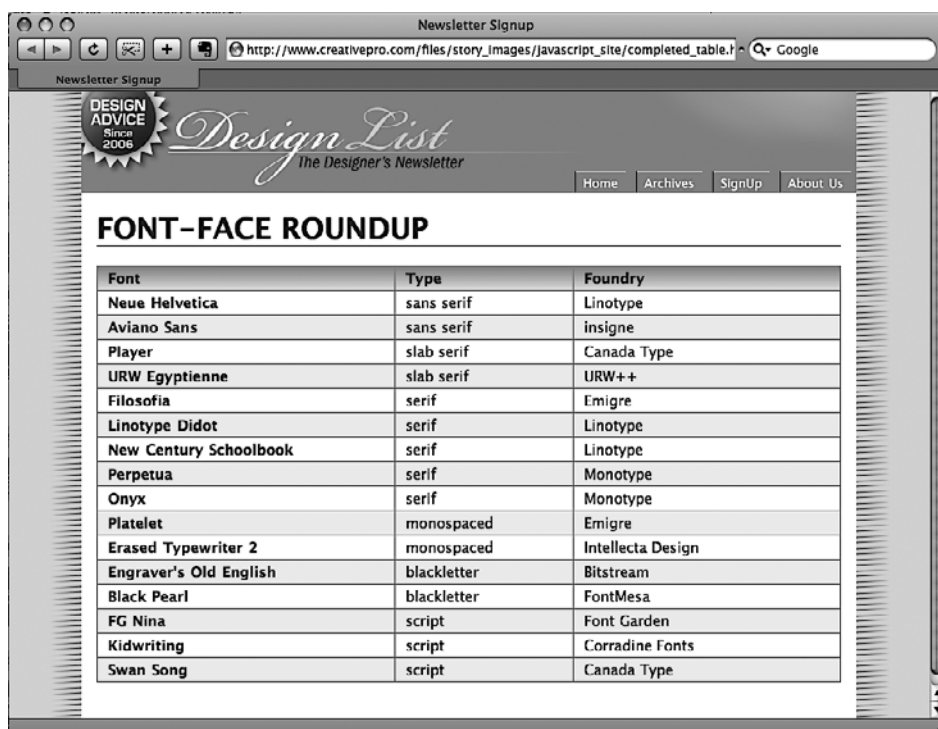 Newsletter Signup
http://www.creativepro.com/files/story_images/javascript_site/completed_table.h Google
Newsletter Signup
DESIGN
ADVICE
Since
2006
Design List
The Designer's Newsletter
Home Archives SignUp About Us
FONT-FACE ROUNDUP
Font Type Foundry
Neue Helvetica sans serif Linotype
Aviano Sans sans serif insigne
Player slab serif Canada Type
URW Egyptienne slab serif URW++
Filosofia serif Emigre
Linotype Didot serif Linotype
New Century Schoolbook serif Linotype
Perpetua serif Monotype
Onyx serif Monotype
Platelet monospaced Emigre
Erased Typewriter 2 monospaced Intellecta Design
Engraver's Old English blackletter Bitstream
Black Pearl blackletter FontMesa
FG Nina script Font Garden
Kidwriting script Corradine Fonts
Swan Song script Canada Type